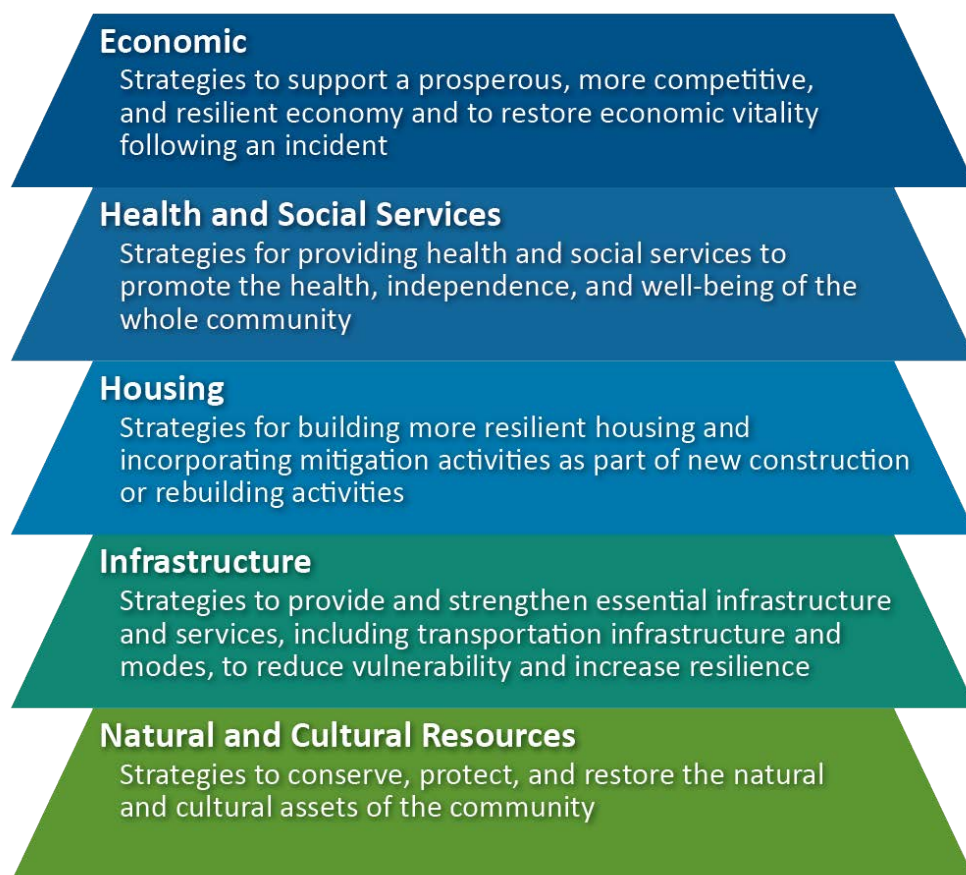 Economic
Strategies to support a prosperous, more competitive,
and resilient economy and to restore economic vitality
following an incident
Health and Social Services
Strategies for providing health and social services to
promote the health, independence, and well-being of the
whole community
Housing
Strategies for building more resilient housing and
incorporating mitigation activities as part of new construction
or rebuilding activities
Infrastructure
Strategies to provide and strengthen essential infrastructure
and services, including transportation infrastructure and
modes, to reduce vulnerability and increase resilience
Natural and Cultural Resources
Strategies to conserve, protect, and restore the natural
and cultural assets of the community